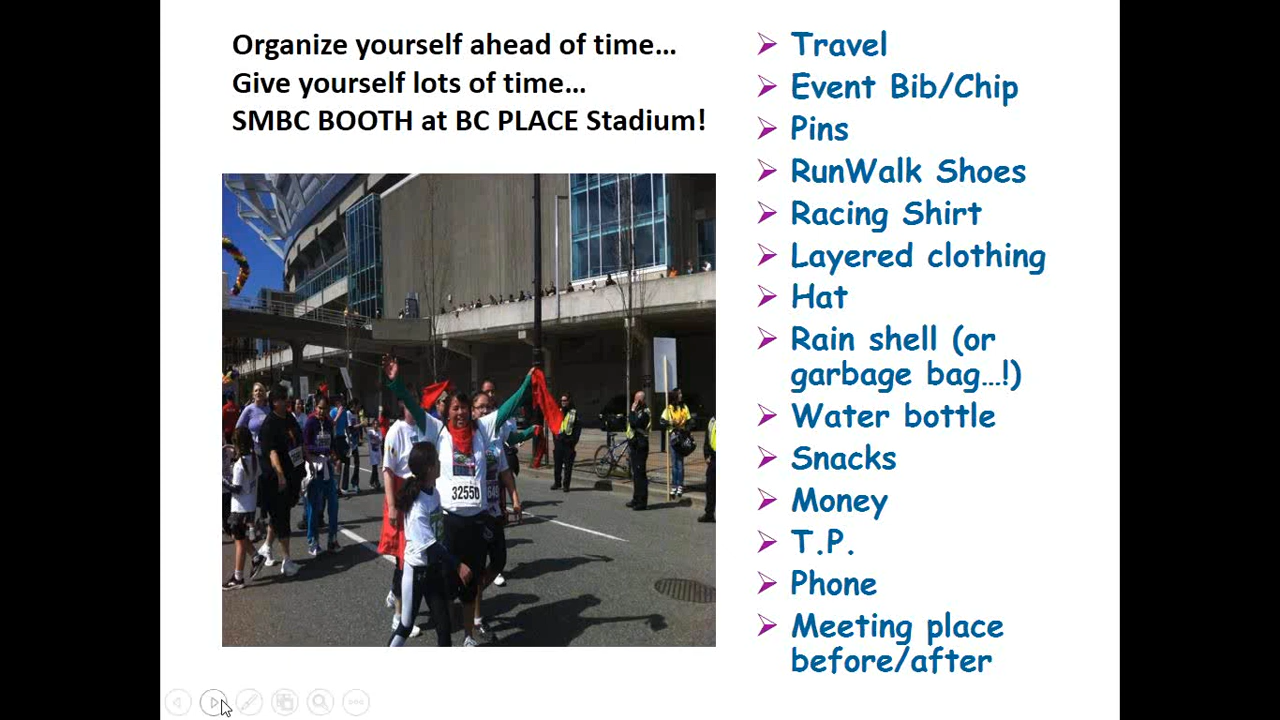 Organize yourself ahead of time…
Give yourself lots of time…
SMBC BOOTH at BC PLACE Stadium!
32550
Travel
Event Bib/Chip
Pins
RunWalk Shoes
Racing Shirt
Layered clothing
Hat
Rain shell (or
garbage bag…!)
Water bottle
Snacks
Money
T.P.
Phone
Meeting place
before/after